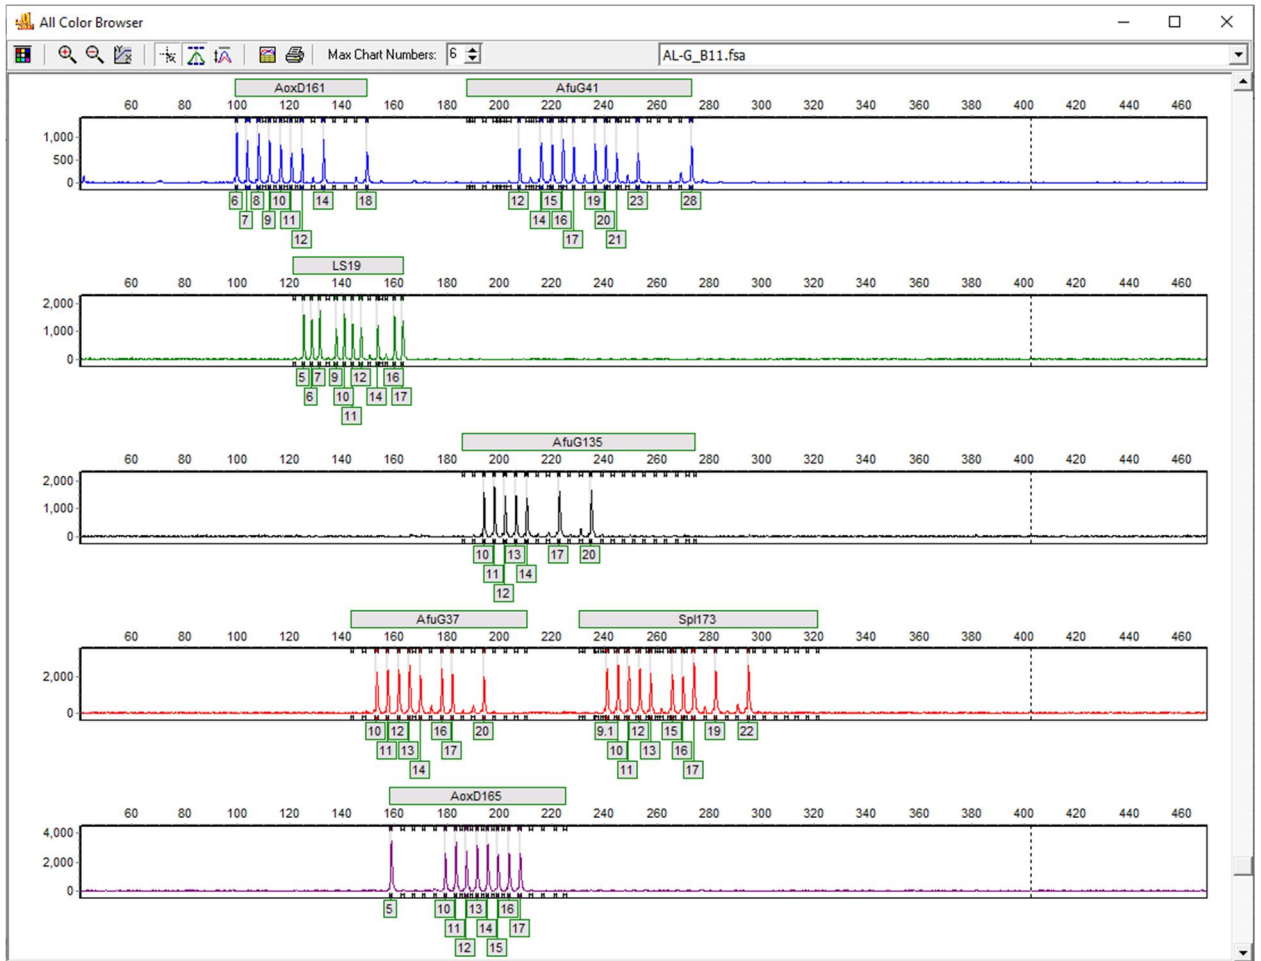 All Color Browser
Max Chart Numbers: 6 AL-G_B11.fsa
AoxD161 AfuG41
60 80 100 120 140 160 180 200 220 240 260 280 300 320 340 360 380 400 420 440 460
1,000
500
0
6 8 10 14 18 12 15 19 23 28
7 9 11 14 16 20
12 17 21
LS19
60 80 100 120 140 160 180 200 220 240 260 280 300 320 340 360 380 400 420 440 460
2,000
1,000
0
5 7 9 12 16
6 10 14 17
11
AfuG135
60 80 100 120 140 160 180 200 220 240 260 280 300 320 340 360 380 400 420 440 460
2,000
1,000
0
10 13 17 20
11 14
12
AfuG37 Spl173
60 80 100 120 140 160 180 200 220 240 260 280 300 320 340 360 380 400 420 440 460
2,000
0
10 12 16 20 9.1 12 15 19 22
11 13 17 10 13 16
14 11 17
AoxD165
60 80 100 120 140 160 180 200 220 240 260 280 300 320 340 360 380 400 420 440 460
4,000
2,000
0
5 10 13 16
11 14 17
12 15